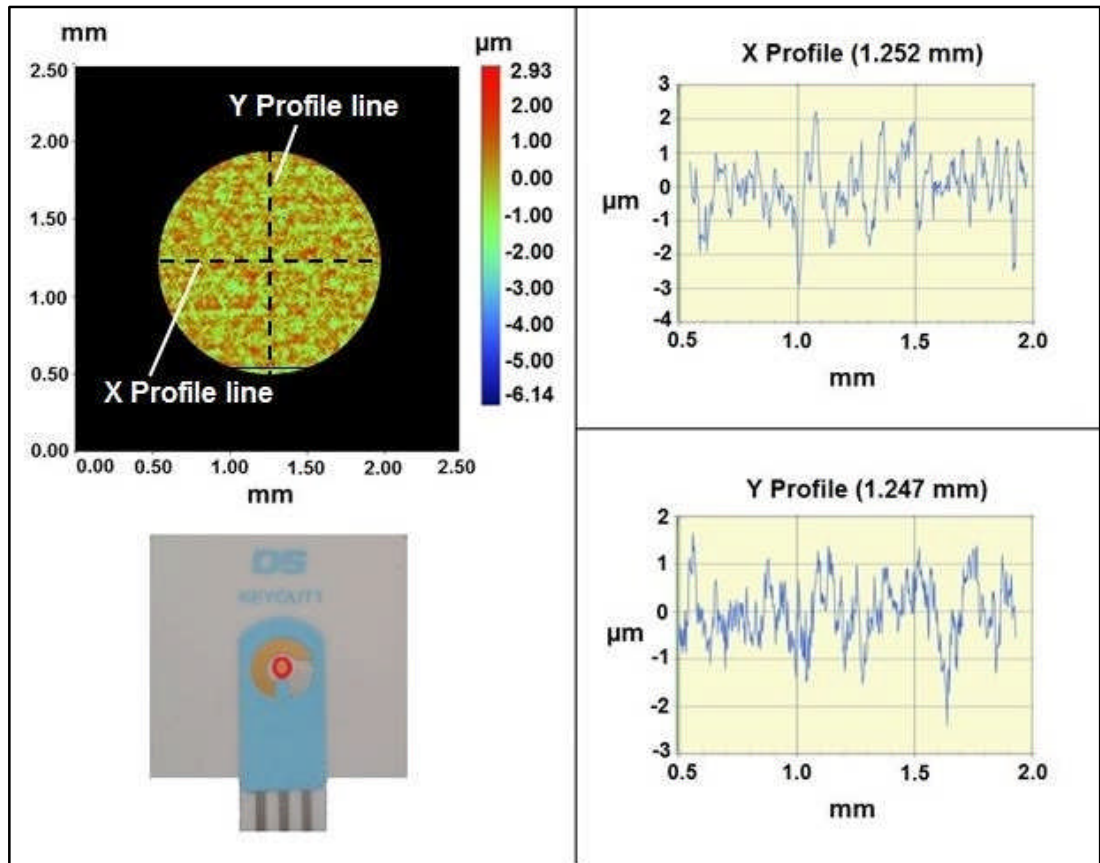 mm
µm
2.50
2.00
1.50
1.00
0.50
0.00
0.00 0.50 1.00 1.50 2.00 2.50
mm
Y Profile line
X Profile line
2.93
2.00
1.00
0.00
-1.00
-2.00
-3.00
-4.00
-5.00
-6.14
DS
KEYOUT1
X Profile (1.252 mm)
3
2
1
0
-1
-2
-3
-4
µm
0.5 1.0 1.5 2.0
mm
Y Profile (1.247 mm)
2
1
0
-1
-2
-3
µm
0.5 1.0 1.5 2.0
mm